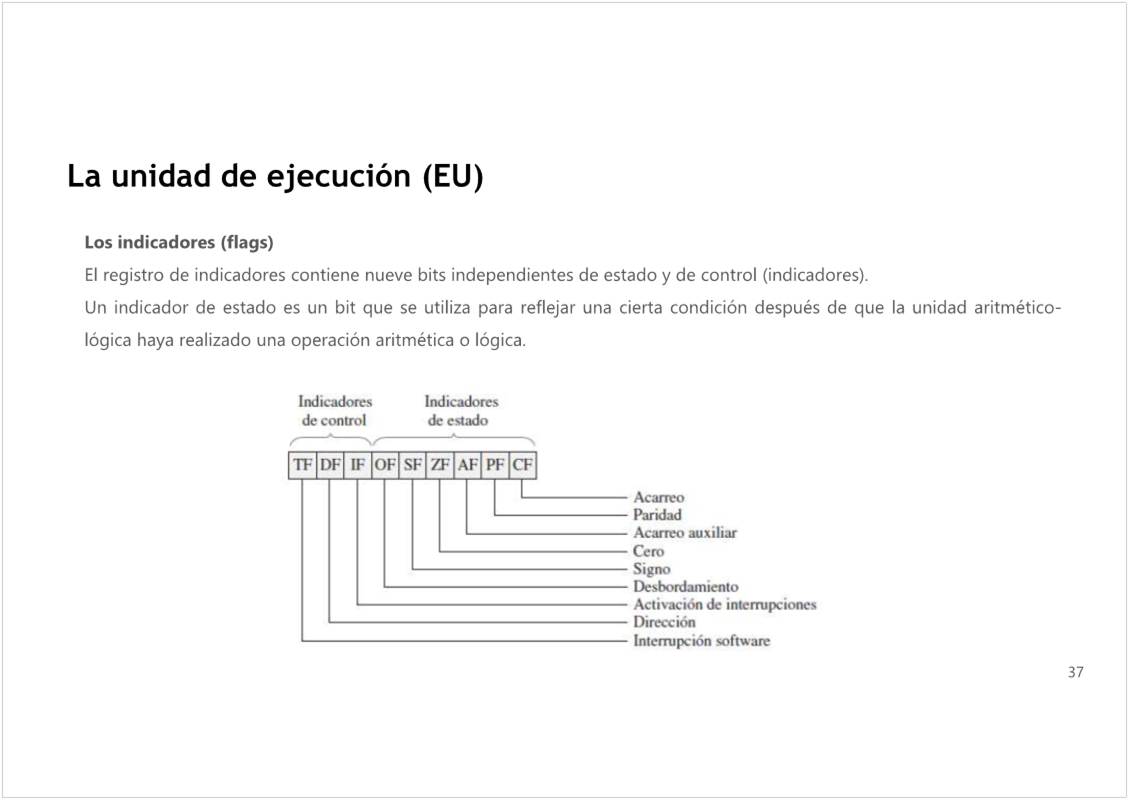 La unidad de ejecución (EU)
Los indicadores (flags)
El registro de indicadores contiene nueve bits independientes de estado y de control (indicadores).
Un indicador de estado es un bit que se utiliza para reflejar una cierta condición después de que la unidad aritmético-
lógica haya realizado una operación aritmética o lógica.
Indicadores
de control
Indicadores
de estado
TF DF IF OF SF ZF AF PF CF
Acarreo
Paridad
Acarreo auxiliar
Cero
Signo
Desbordamiento
Activación de interrupciones
Dirección
Interrupción software
37